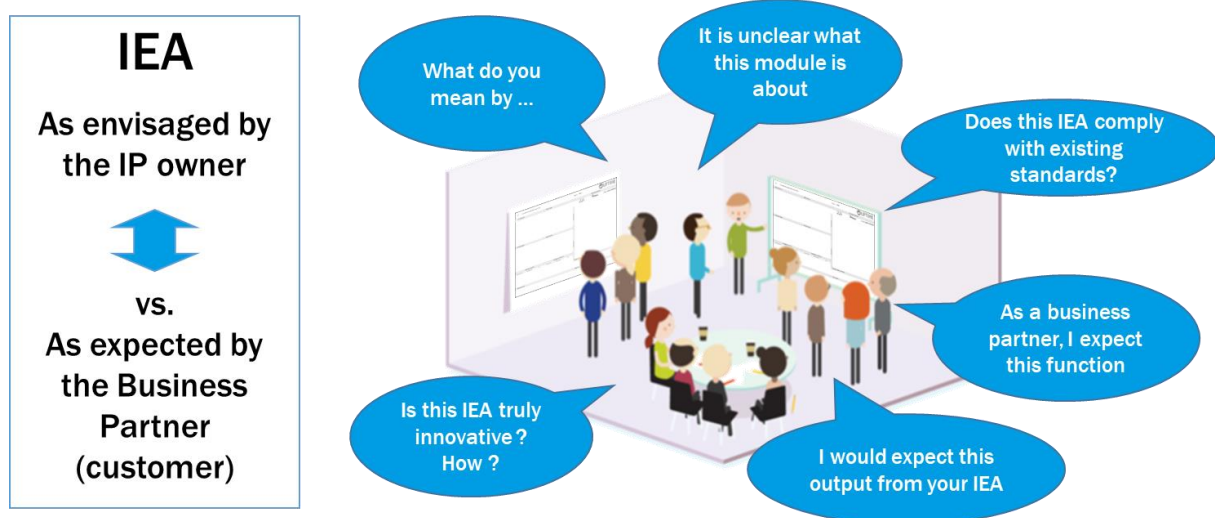 IEA
As envisaged by
the IP owner
vs.
As expected by
the Business
Partner
(customer)
What do you
mean by ...
It is unclear what
this module is
about
Does this IEA comply
with existing
standards?
As a business
partner, I expect
this function
I would expect this
output from your IEA
Is this IEA truly
innovative ?
How ?